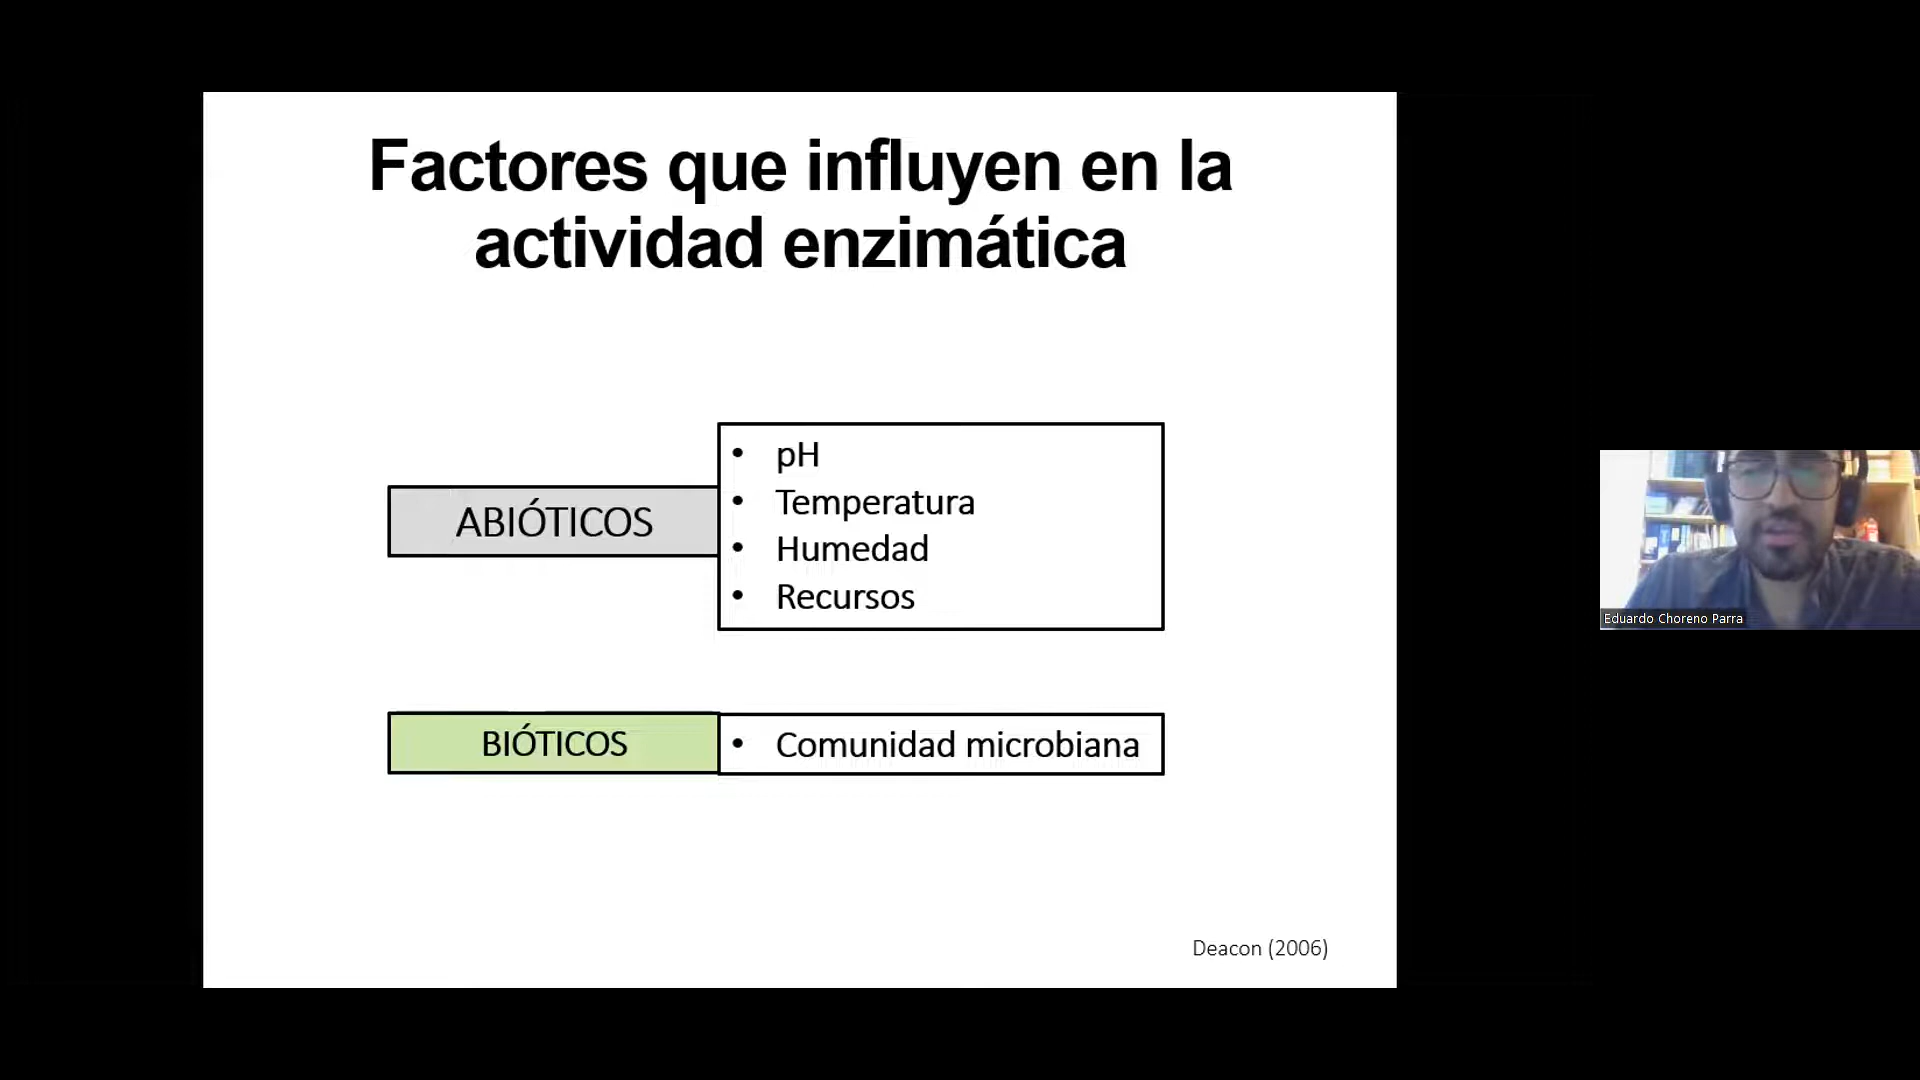 Factores que influyen en la
actividad enzimática
ABIÓTICOS
• pH
• Temperatura
• Humedad
• Recursos
BIÓTICOS
• Comunidad microbiana
Deacon (2006)
Eduardo Choreno Parra